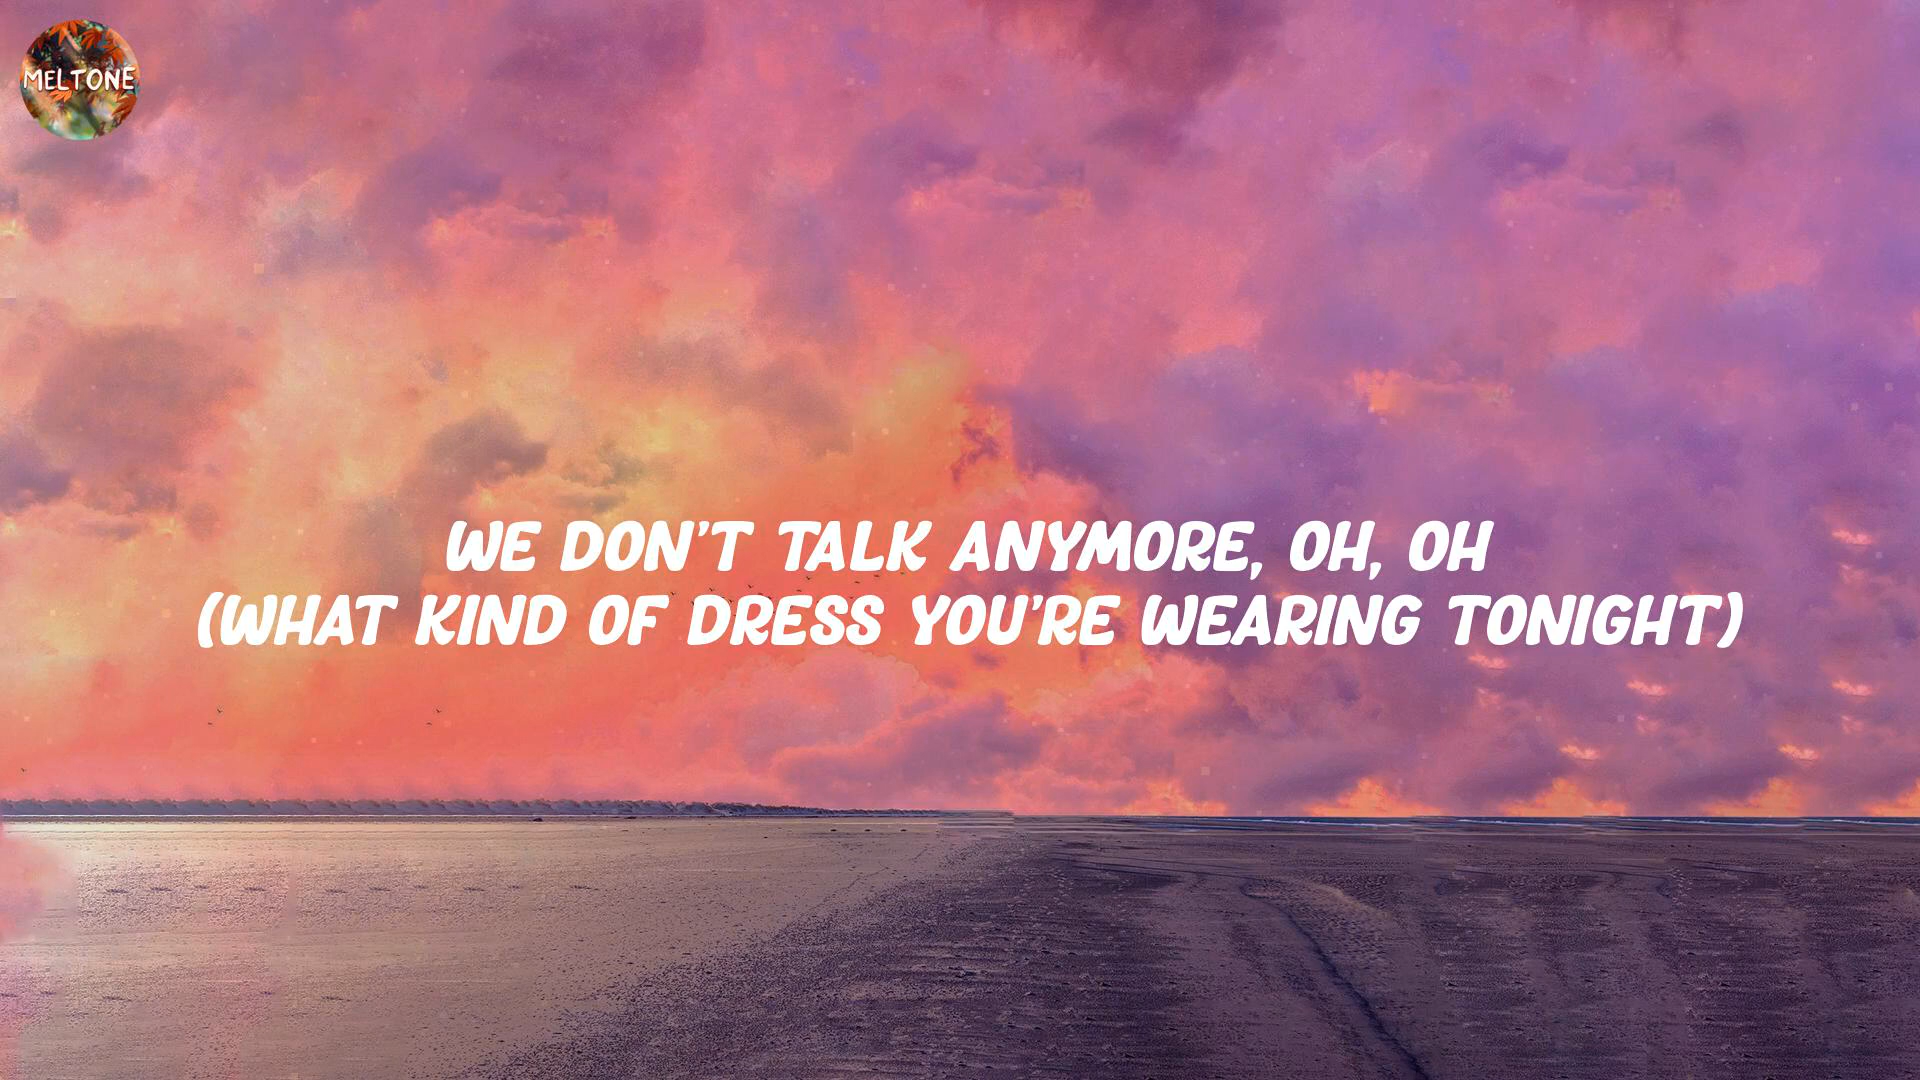 MELTONE
WE DON'T TALK ANYMORE, OH, OH
(WHAT KIND OF DRESS YOU'RE WEARING TONIGHT)